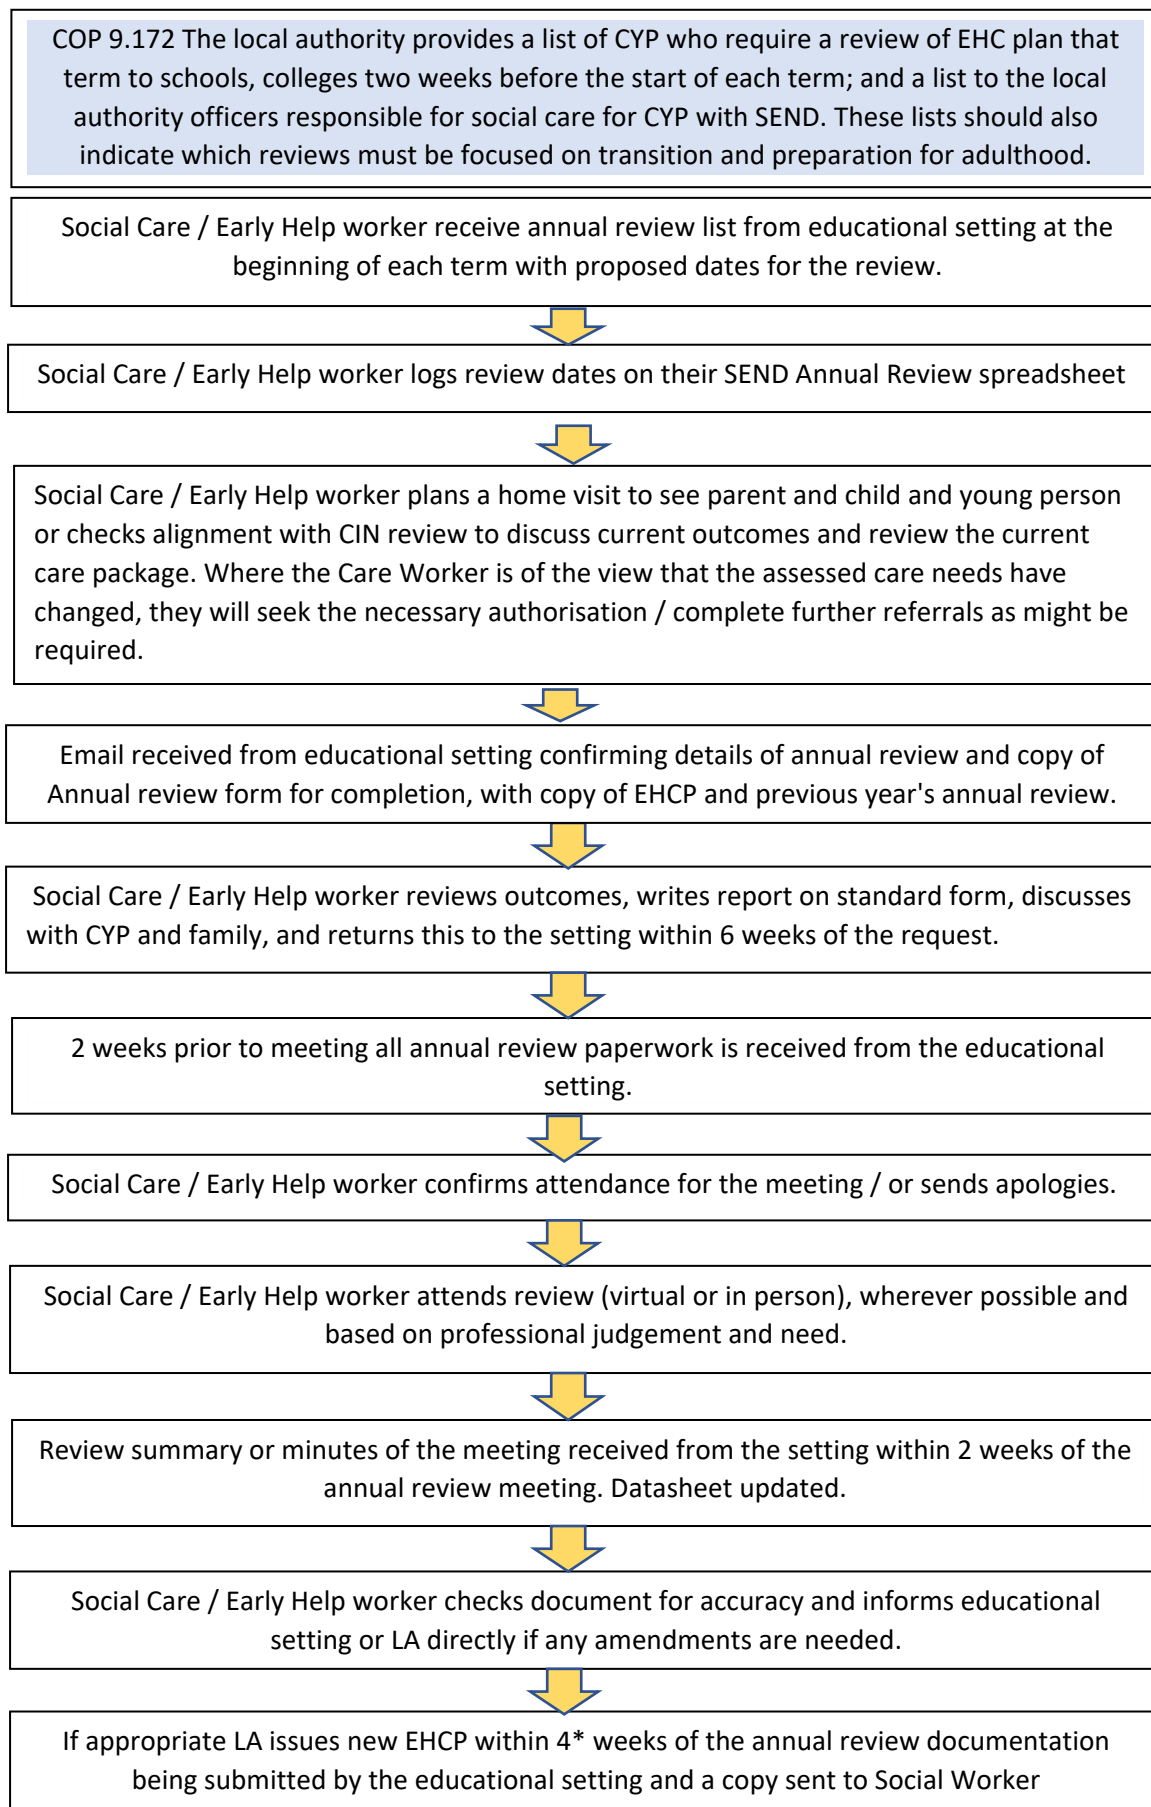 COP 9.172 The local authority provides a list of CYP who require a review of EHC plan that
term to schools, colleges two weeks before the start of each term; and a list to the local
authority officers responsible for social care for CYP with SEND. These lists should also
indicate which reviews must be focused on transition and preparation for adulthood.
Social Care / Early Help worker receive annual review list from educational setting at the
beginning of each term with proposed dates for the review.
Social Care / Early Help worker logs review dates on their SEND Annual Review spreadsheet
Social Care / Early Help worker plans a home visit to see parent and child and young person
or checks alignment with CIN review to discuss current outcomes and review the current
care package. Where the Care Worker is of the view that the assessed care needs have
changed, they will seek the necessary authorisation / complete further referrals as might be
required.
Email received from educational setting confirming details of annual review and copy of
Annual review form for completion, with copy of EHCP and previous year's annual review.
Social Care / Early Help worker reviews outcomes, writes report on standard form, discusses
with CYP and family, and returns this to the setting within 6 weeks of the request.
2 weeks prior to meeting all annual review paperwork is received from the educational
setting.
Social Care / Early Help worker confirms attendance for the meeting / or sends apologies.
Social Care / Early Help worker attends review (virtual or in person), wherever possible and
based on professional judgement and need.
Review summary or minutes of the meeting received from the setting within 2 weeks of the
annual review meeting. Datasheet updated.
Social Care / Early Help worker checks document for accuracy and informs educational
setting or LA directly if any amendments are needed.
If appropriate LA issues new EHCP within 4* weeks of the annual review documentation
being submitted by the educational setting and a copy sent to Social Worker